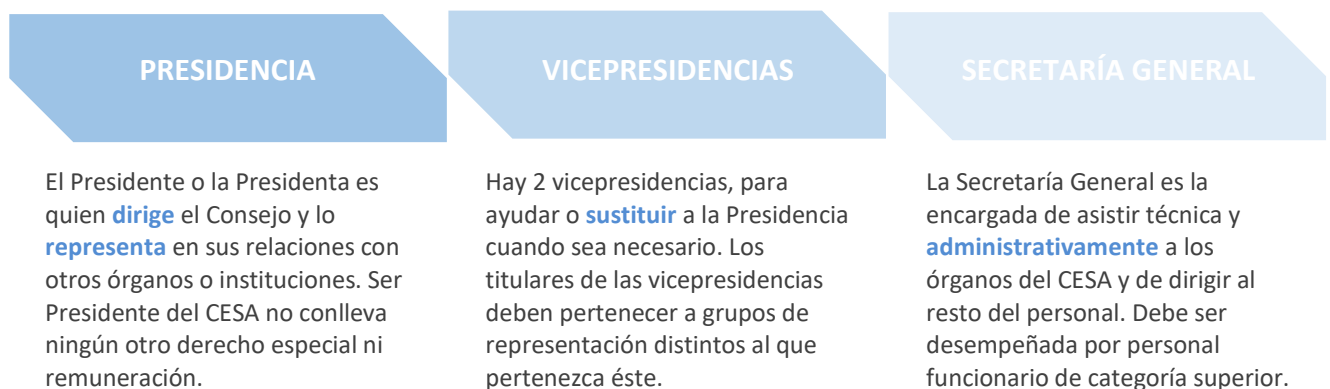 PRESIDENCIA
El Presidente o la Presidenta es
quien dirige el Consejo y lo
representa en sus relaciones con
otros órganos o instituciones. Ser
Presidente del CESA no conlleva
ningún otro derecho especial ni
remuneración.
VICEPRESIDENCIAS
Hay 2 vicepresidencias, para
ayudar o sustituir a la Presidencia
cuando sea necesario. Los
titulares de las vicepresidencias
deben pertenecer a grupos de
representación distintos al que
pertenezca éste.
SECRETARÍA GENERAL
La Secretaría General es la
encargada de asistir técnica y
administrativamente a los
órganos del CESA y de dirigir al
resto del personal. Debe ser
desempeñada por personal
funcionario de categoría superior.